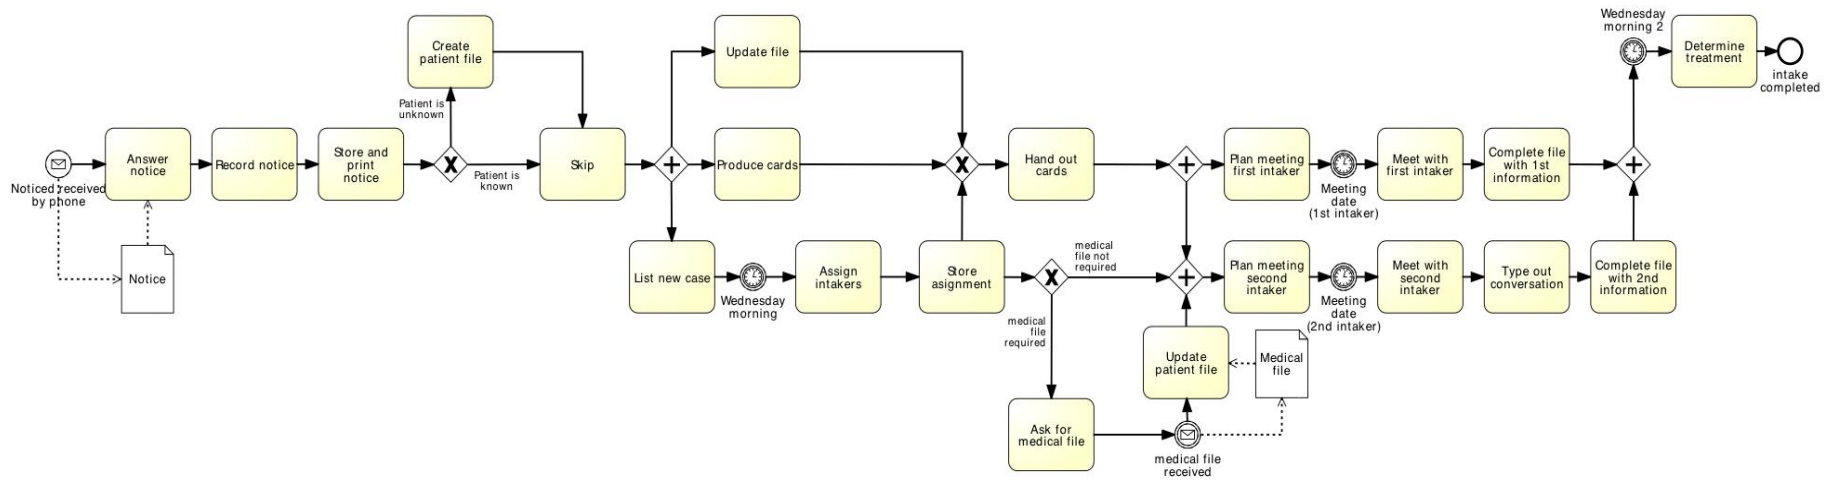 Wednesday
morning 2
Create
patient file
Update file
Determine
treatment
intake
completed
Patient is
unknown
Answer
notice
Record notice
Store and
print
notice
Patient is
known
Skip
Produce cards
Hand out
cards
Plan meeting
first intaker
Meeting
date
(1st intaker)
Meet with
first intaker
Complete file
with 1st
information
Noticed received
by phone
Notice
List new case
Wednesday
morning
Assign
intakers
Store
asignment
medical
file not
required
medical
file
required
Plan meeting
second
intaker
Meeting
date
(2nd intaker)
Meet with
second
intaker
Type out
conversation
Complete file
with 2nd
information
Update
patient file
Medical
file
Ask for
medical file
medical file
received